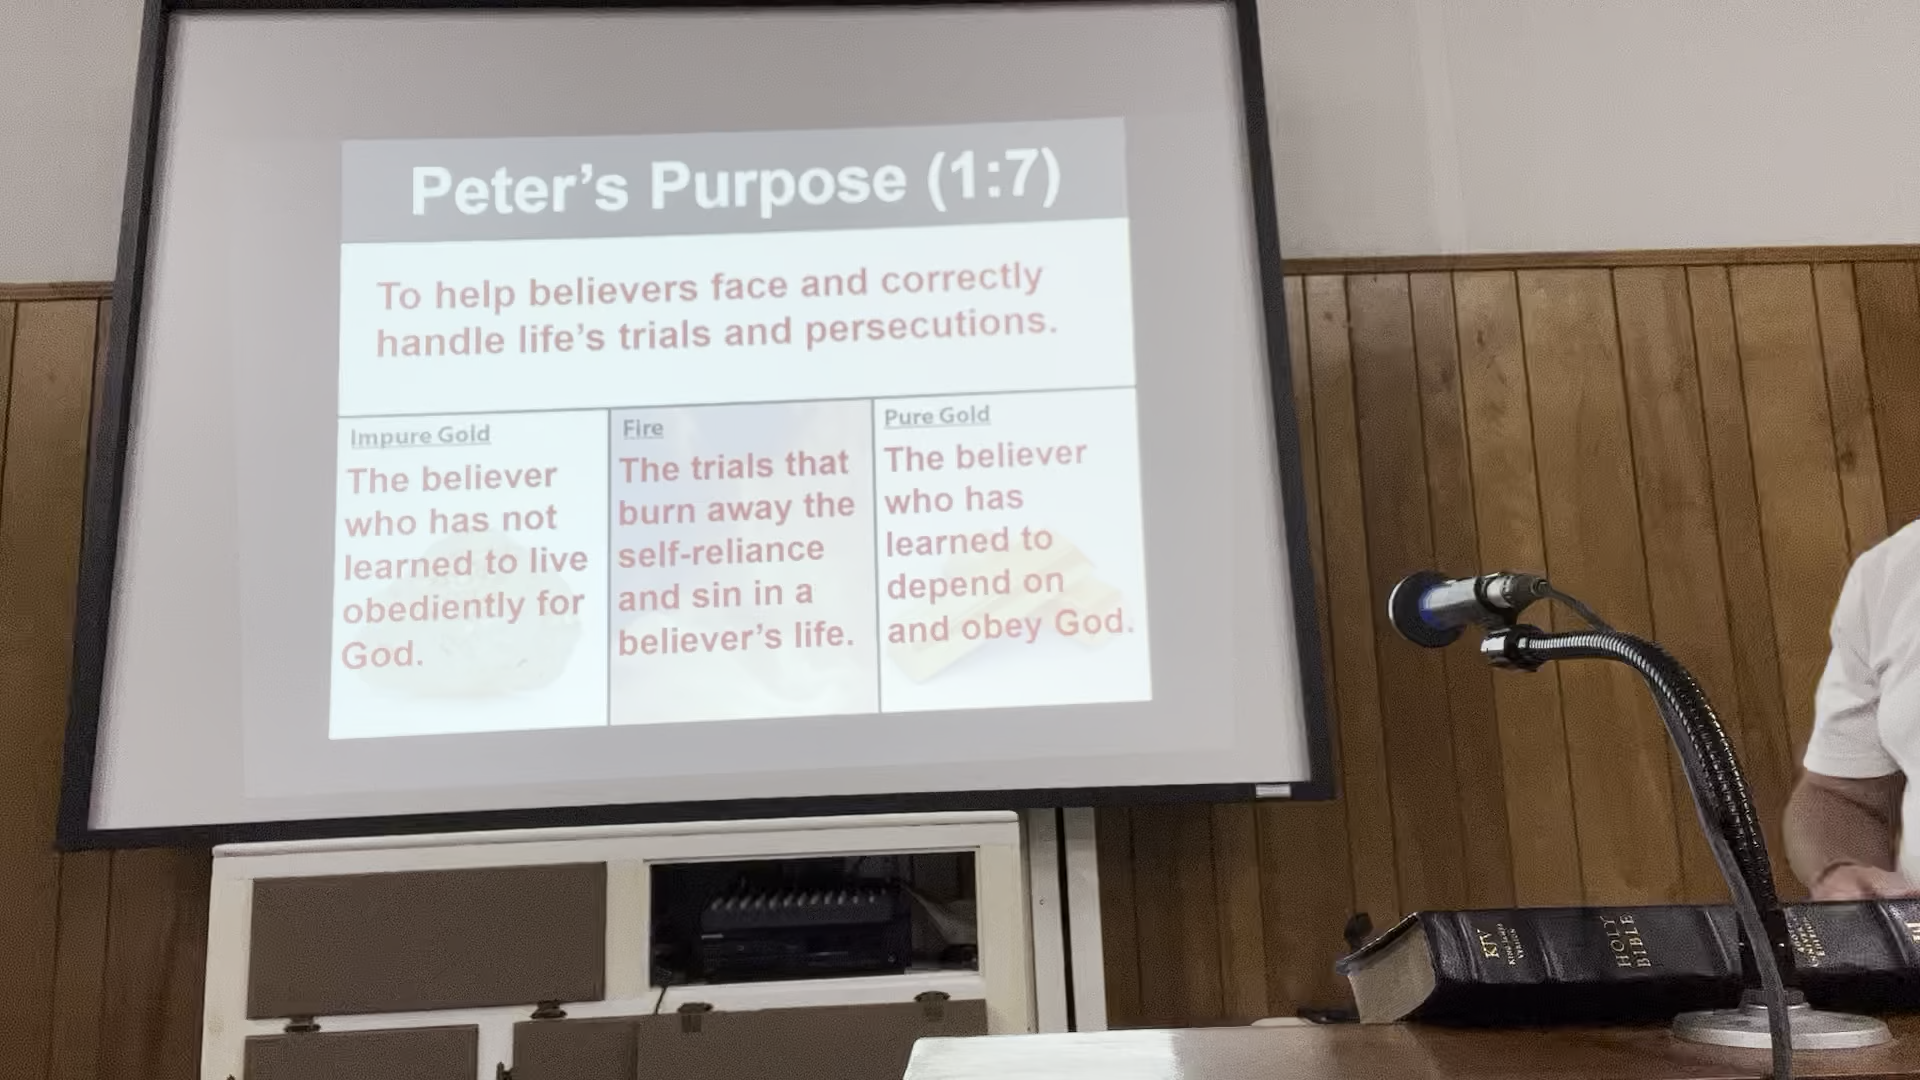 Peter's Purpose (1:7)
To help believers face and correctly
handle life's trials and persecutions.
Impure Gold
The believer
who has not
learned to live
obediently for
God.
Fire
The trials that
burn away the
self-reliance
and sin in a
believer's life.
Pure Gold
The believer
who has
learned to
depend on
and obey God.
KJV
KING JAMES
VERSION
HOLY
BIBLE